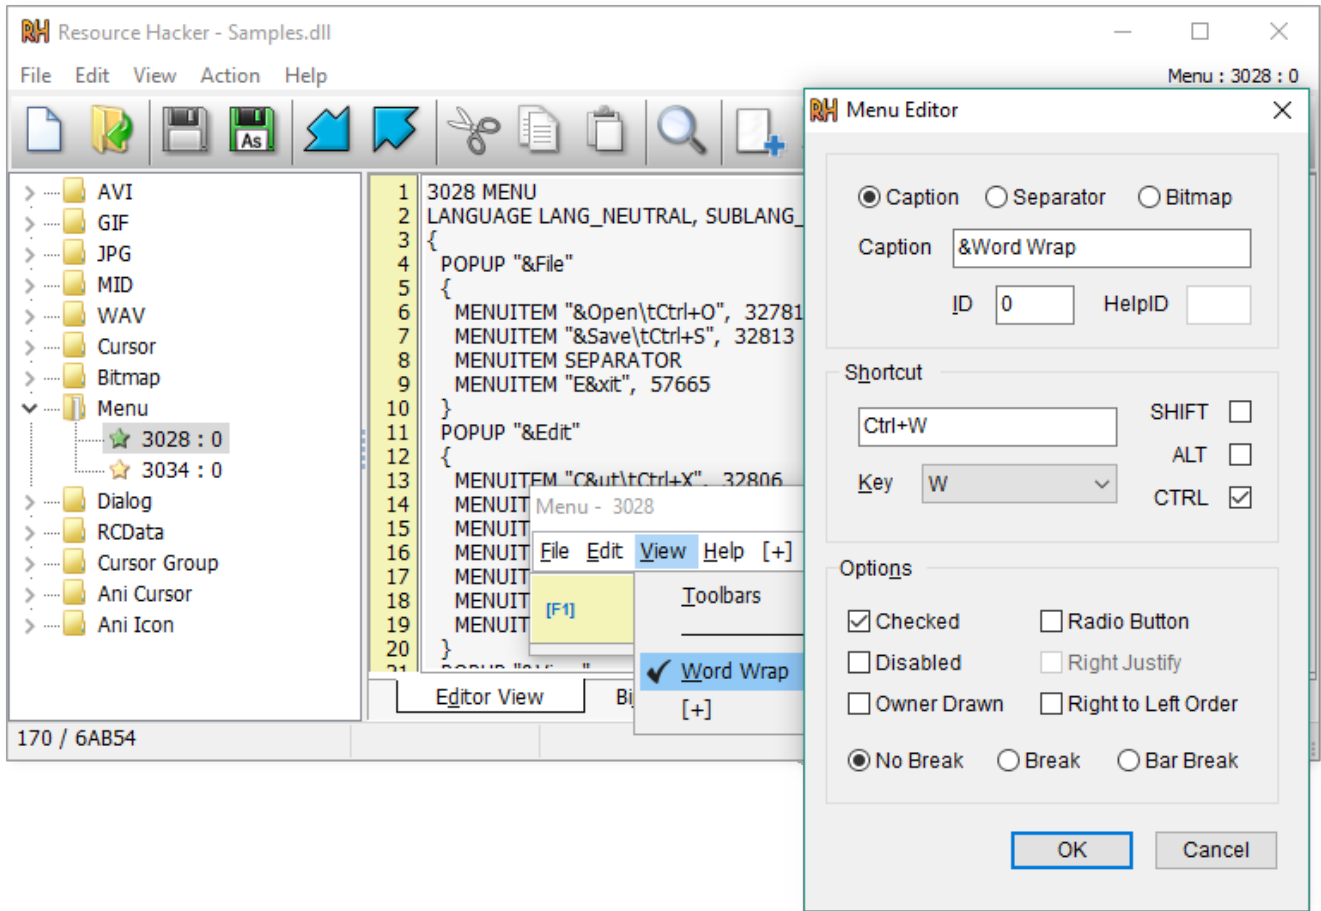 RH Resource Hacker - Samples.dll
File Edit View Action Help
Menu : 3028 : 0
As
AVI
GIF
JPG
MID
WAV
Cursor
Bitmap
Menu
3028 : 0
3034 : 0
Dialog
RCData
Cursor Group
Ani Cursor
Ani Icon
1 3028 MENU
2 LANGUAGE LANG_NEUTRAL, SUBLANG_
3 {
4 POPUP "&File"
5 {
6 MENUITEM "&Open\tCtrl+O", 32781
7 MENUITEM "&Save\tCtrl+S", 32813
8 MENUITEM SEPARATOR
9 MENUITEM "E&xit", 57665
10 }
11 POPUP "&Edit"
12 {
13 MENUITEM "C&ut\tCtrl+X", 32806
14 MENUIT
15 MENUIT
16 MENUIT
17 MENUIT
18 MENUIT
19 MENUIT
20 }
21 POPUP "&View"
Editor View
Bi
170 / 6AB54
Menu - 3028
File Edit View Help [+]
[F1]
Toolbars
Word Wrap
[+]
RH Menu Editor
Caption Separator Bitmap
Caption &Word Wrap
ID 0 HelpID
Shortcut
Ctrl+W
SHIFT
ALT
Key W
CTRL
Options
Checked Radio Button
Disabled Right Justify
Owner Drawn Right to Left Order
No Break Break Bar Break
OK Cancel